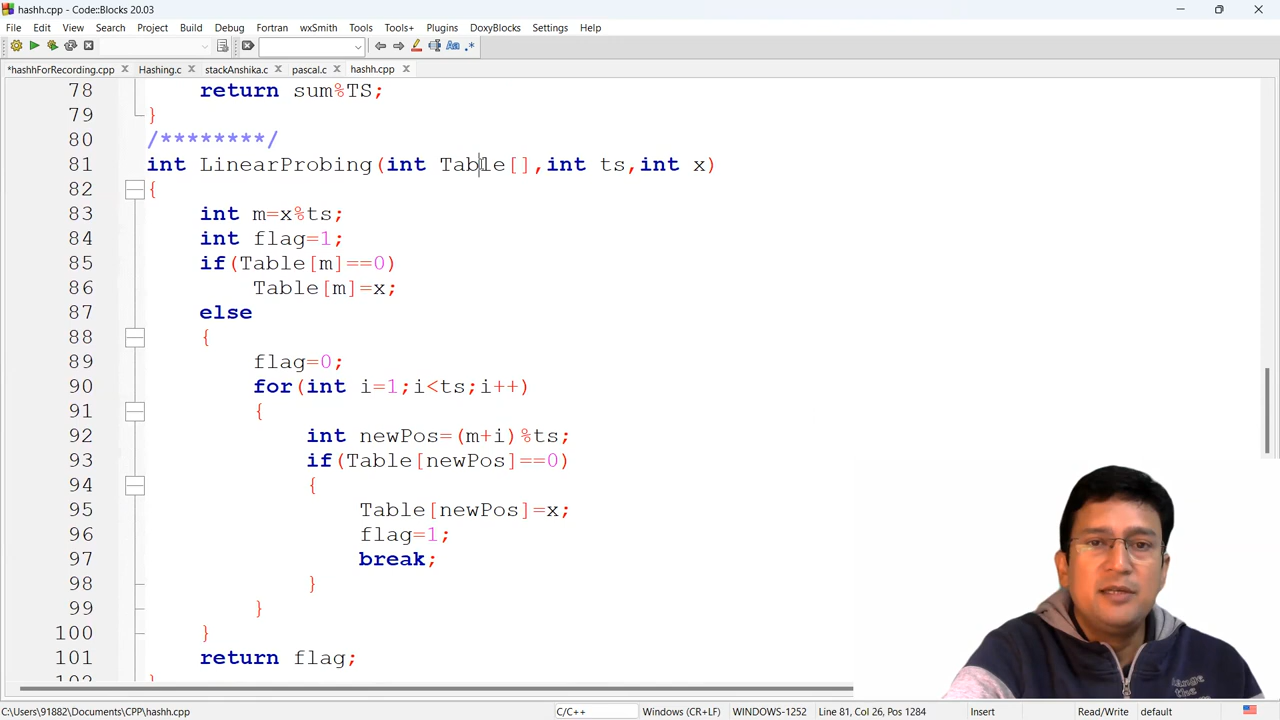 hashh.cpp - Code::Blocks 20.03
File Edit View Search Project Build Debug Fortran wxSmith Tools Tools+ Plugins DoxyBlocks Settings Help
*hashhForRecording.cpp Hashing.c stackAnshika.c pascal.c hashh.cpp
78 return sum%TS;
79 }
80 /********/
81 int LinearProbing(int Table[],int ts,int x)
82 {
83 int m=x%ts;
84 int flag=1;
85 if(Table[m]==0)
86 Table[m]=x;
87 else
88 {
89 flag=0;
90 for(int i=1;i<ts;i++)
91 {
92 int newPos=(m+i)%ts;
93 if(Table[newPos]==0)
94 {
95 Table[newPos]=x;
96 flag=1;
97 break;
98 }
99 }
100 }
101 return flag;
C:\Users\91882\Documents\CPP\hashh.cpp C/C++ Windows (CR+LF) WINDOWS-1252 Line 81, Col 26, Pos 1284 Insert Read/Write default